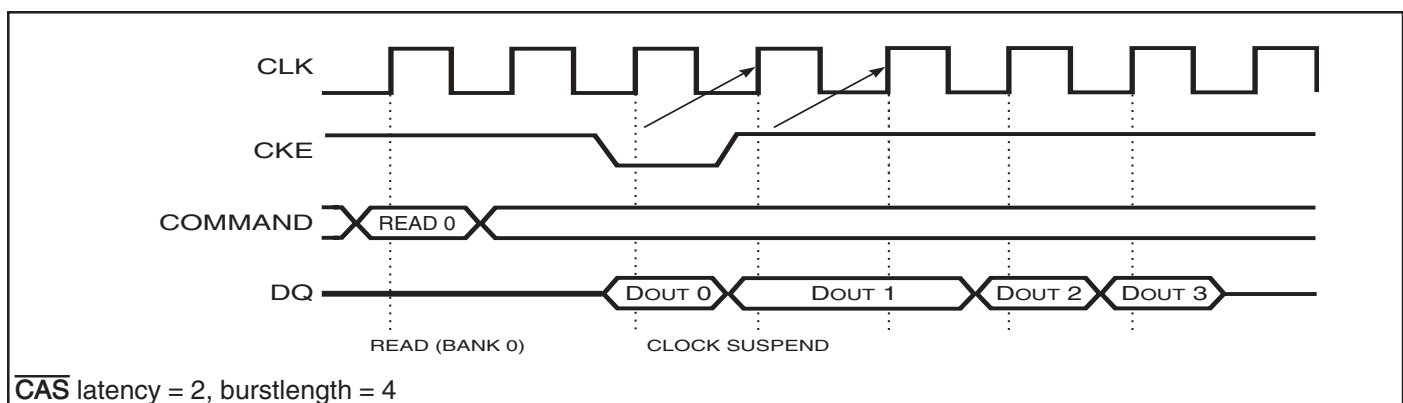 CLK
CKE
COMMAND READ 0
DQ DOUT 0 DOUT 1 DOUT 2 DOUT 3
READ (BANK 0) CLOCK SUSPEND
CAS latency = 2, burstlength = 4